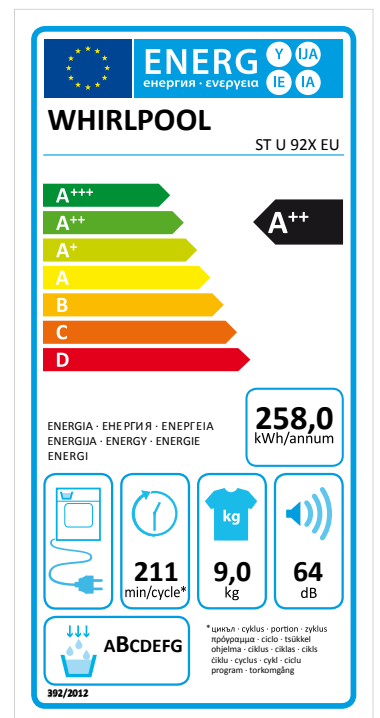 ENERG Y IJA
енергия · ενεργεια IE IA
WHIRLPOOL
ST U 92X EU
A+++
A++
A+
A
B
C
D
A++
ENERGIA · ЕНЕРГИЯ · ΕΝΕΡΓΕΙΑ
ENERGIJA · ENERGY · ENERGIE
ENERGI
258,0
kWh/annum
211
min/cycle*
kg
9,0
kg
64
dB
ABCDEFG
*цикъл · cyklus · portion · zyklus
πρόγραμμα · ciclo · tsükkel
ohjelma · ciklus · ciklas · cikls
ċiklu · cyclus · cykl · ciclu
program · torkomgång
392/2012